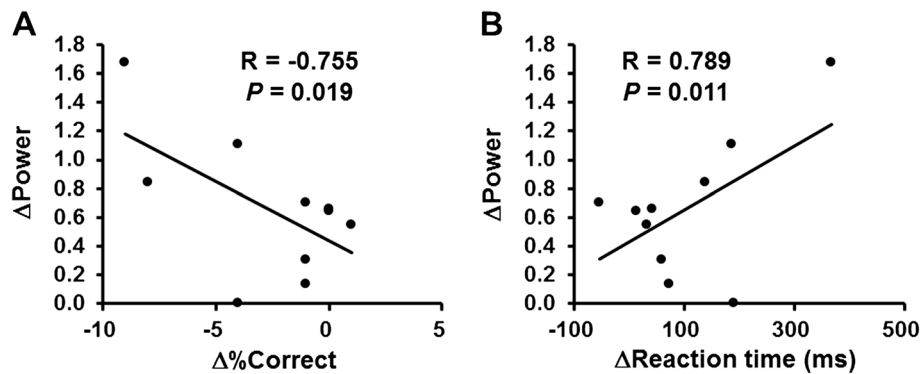 A
R = -0.755
P = 0.019
ΔPower
1.8
1.6
1.4
1.2
1.0
0.8
0.6
0.4
0.2
0.0
-10
-5
0
5
Δ%Correct
B
R = 0.789
P = 0.011
ΔPower
1.8
1.6
1.4
1.2
1.0
0.8
0.6
0.4
0.2
0.0
-100
100
300
500
ΔReaction time (ms)